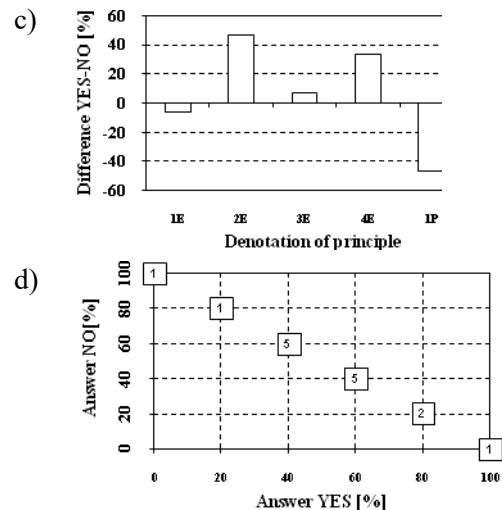 c)
Difference YES-NO [%]
60
40
20
0
-20
-40
-60
1E 2E 3E 4E 1P
Denotation of principle
d)
Answer NO[%]
100
80
60
40
20
0
1
1
5
5
2
1
0 20 40 60 80 100
Answer YES [%]